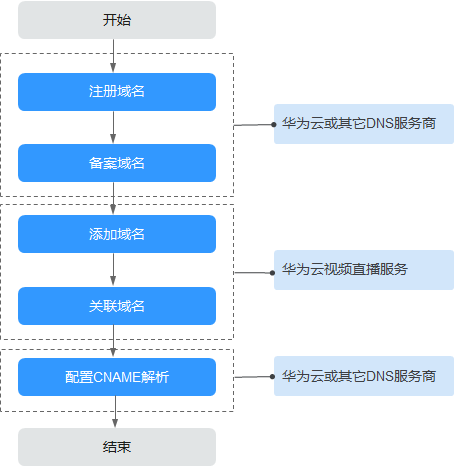 开始
注册域名
华为云或其它DNS服务商
备案域名
添加域名
华为云视频直播服务
关联域名
配置CNAME解析
华为云或其它DNS服务商
结束